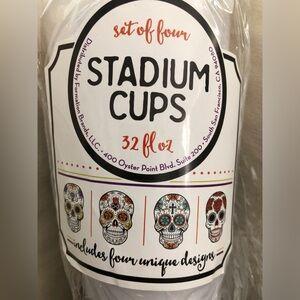 set of four
STADIUM
CUPS
32 fl oz
Distributed by Formation Brands, LLC. • 400 Oyster Point Blvd. Suite 200 • South San Francisco, CA 94080
includes four unique designs